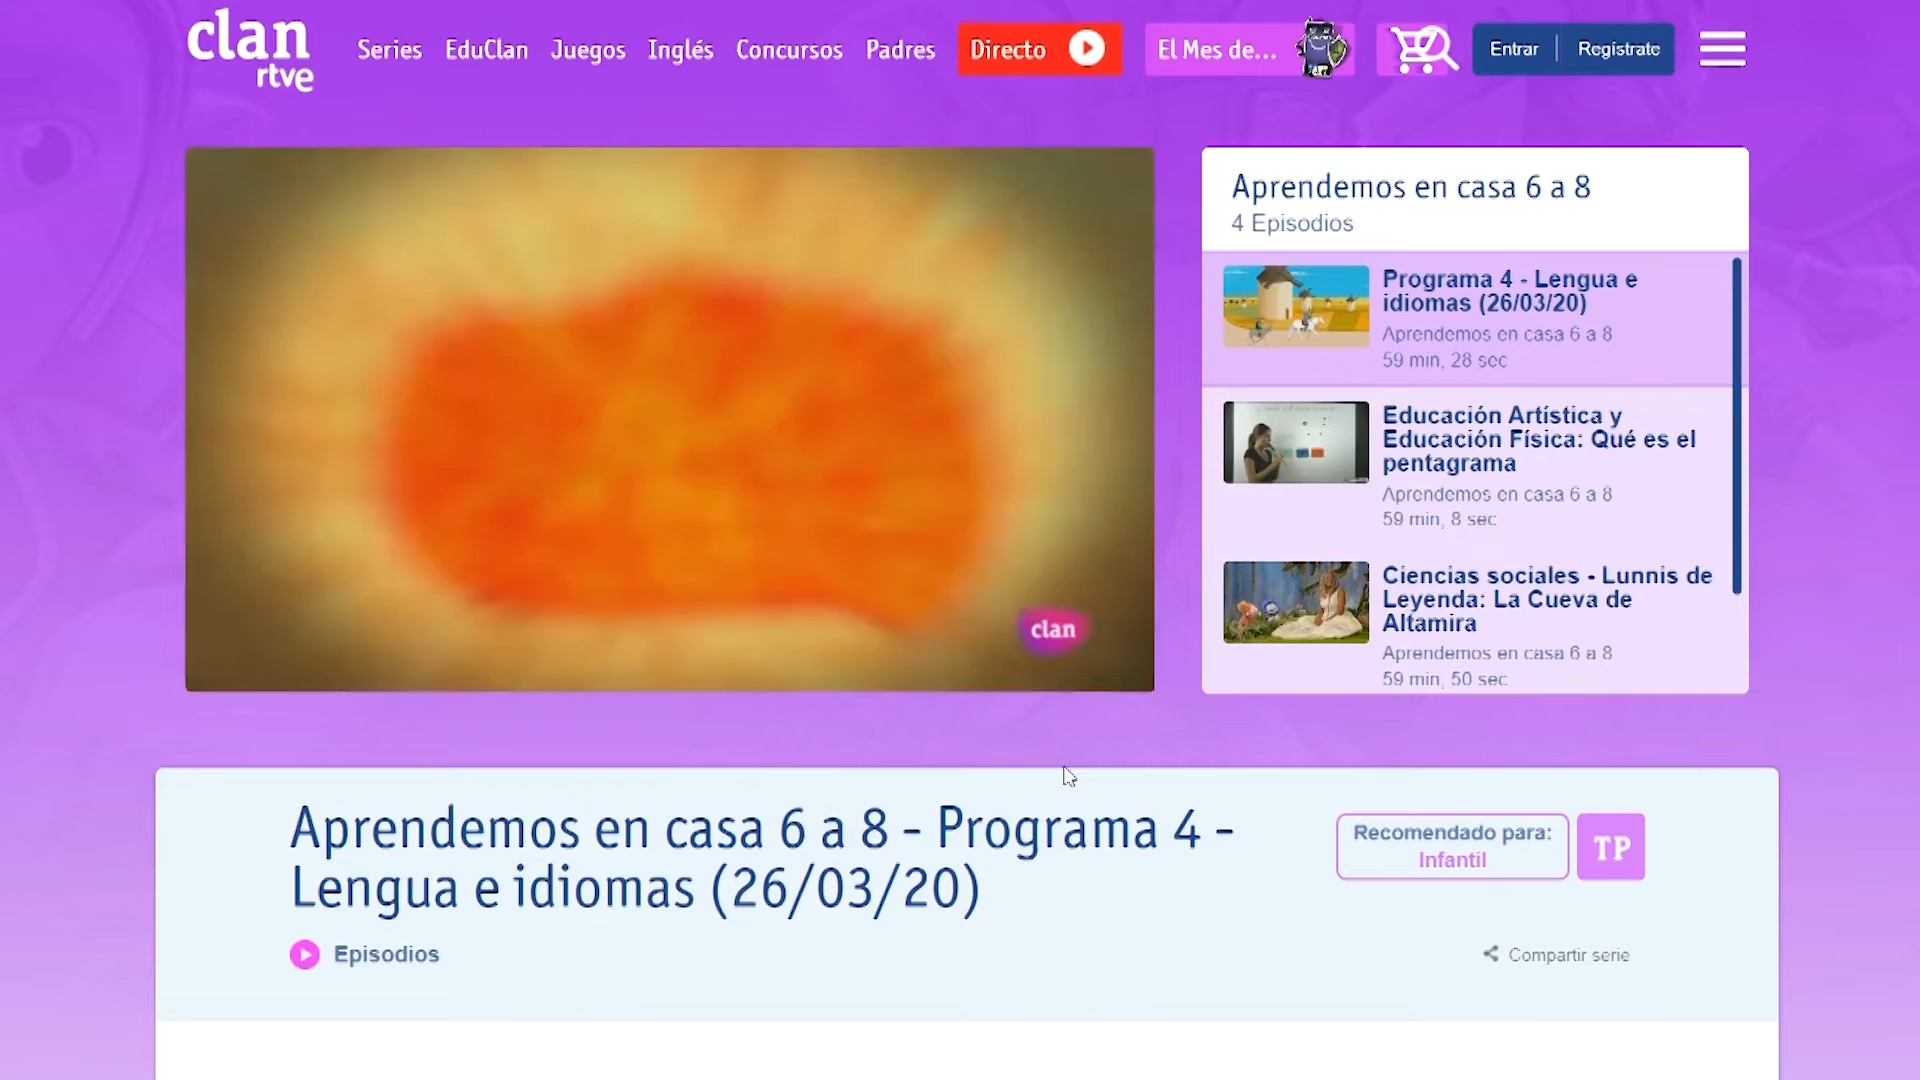 clan
rtve
Series EduClan Juegos Inglés Concursos Padres Directo El Mes de... Entrar Regístrate
Aprendemos en casa 6 a 8
4 Episodios
Programa 4 - Lengua e
idiomas (26/03/20)
Aprendemos en casa 6 a 8
59 min, 28 sec
Educación Artística y
Educación Física: Qué es el
pentagrama
Aprendemos en casa 6 a 8
59 min, 8 sec
Ciencias sociales - Lunnis de
Leyenda: La Cueva de
Altamira
Aprendemos en casa 6 a 8
59 min, 50 sec
clan
Aprendemos en casa 6 a 8 - Programa 4 -
Lengua e idiomas (26/03/20)
Recomendado para:
Infantil
TP
Episodios
Compartir serie